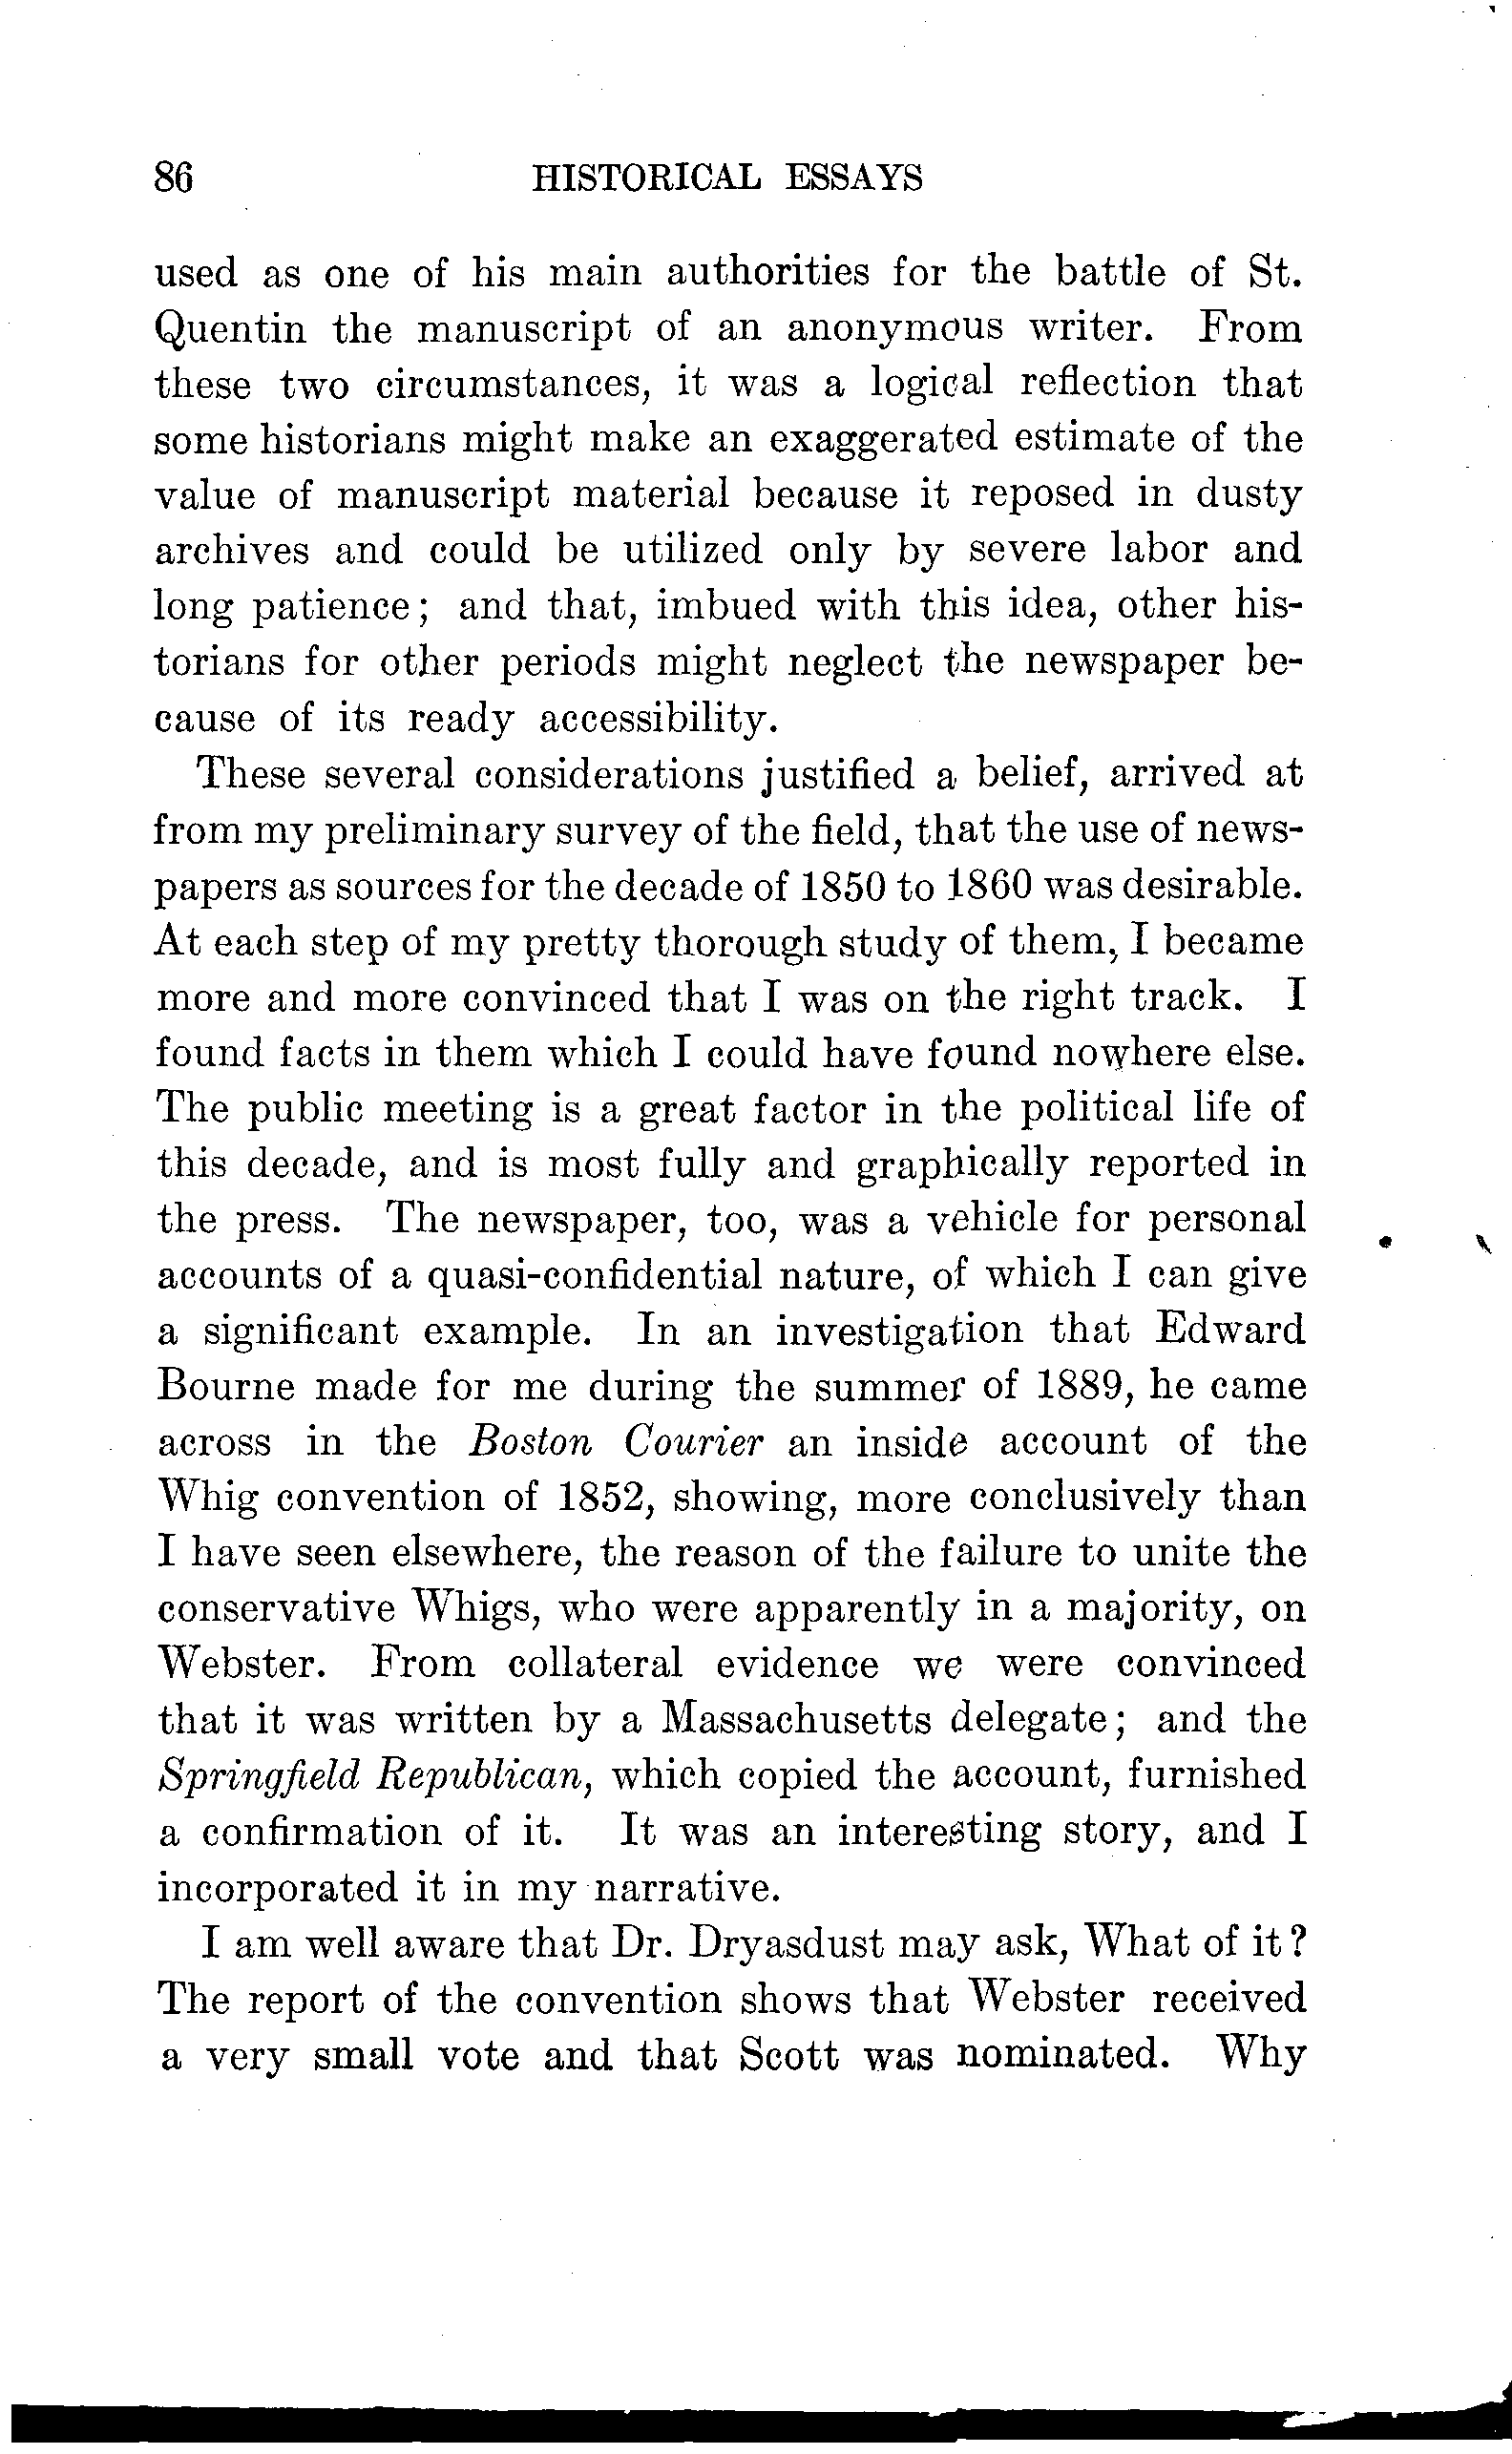 86 HISTORICAL ESSAYS
used as one of his main authorities for the battle of St.
Quentin the manuscript of an anonymous writer. From
these two circumstances, it was a logical reflection that
some historians might make an exaggerated estimate of the
value of manuscript material because it reposed in dusty
archives and could be utilized only by severe labor and
long patience; and that, imbued with this idea, other his-
torians for other periods might neglect the newspaper be-
cause of its ready accessibility.
These several considerations justified a belief, arrived at
from my preliminary survey of the field, that the use of news-
papers as sources for the decade of 1850 to 1860 was desirable.
At each step of my pretty thorough study of them, I became
more and more convinced that I was on the right track. I
found facts in them which I could have found nowhere else.
The public meeting is a great factor in the political life of
this decade, and is most fully and graphically reported in
the press. The newspaper, too, was a vehicle for personal
accounts of a quasi-confidential nature, of which I can give
a significant example. In an investigation that Edward
Bourne made for me during the summer of 1889, he came
across in the Boston Courier an inside account of the
Whig convention of 1852, showing, more conclusively than
I have seen elsewhere, the reason of the failure to unite the
conservative Whigs, who were apparently in a majority, on
Webster. From collateral evidence we were convinced
that it was written by a Massachusetts delegate; and the
Springfield Republican, which copied the account, furnished
a confirmation of it. It was an interesting story, and I
incorporated it in my narrative.
I am well aware that Dr. Dryasdust may ask, What of it?
The report of the convention shows that Webster received
a very small vote and that Scott was nominated. Why